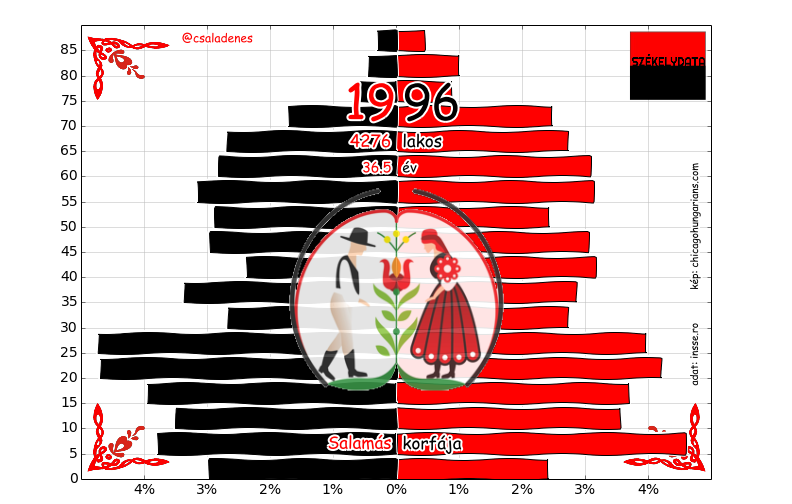 @csaladenes
SZÉKELYDATA
1996
4276 lakos
36.5 év
kép: chicagohungarians.com
adat: insse.ro
Salamás korfája
85
80
75
70
65
60
55
50
45
40
35
30
25
20
15
10
5
0
4% 3% 2% 1% 0% 1% 2% 3% 4%